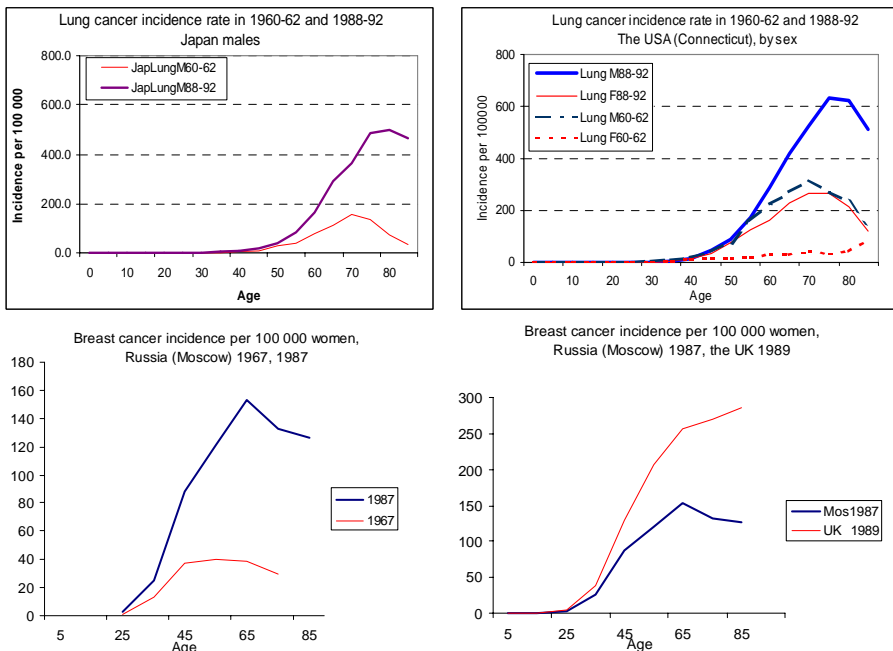 Lung cancer incidence rate in 1960-62 and 1988-92
Japan males
Incidence per 100 000
800.0
600.0
400.0
200.0
0.0
JapLungM60-62
JapLungM88-92
0 10 20 30 40 50 60 70 80
Age
Lung cancer incidence rate in 1960-62 and 1988-92
The USA (Connecticut), by sex
Incidence per 100000
800
600
400
200
0
Lung M88-92
Lung F88-92
Lung M60-62
Lung F60-62
0 10 20 30 40 50 60 70 80
Age
Breast cancer incidence per 100 000 women,
Russia (Moscow) 1967, 1987
180
160
140
120
100
80
60
40
20
0
1987
1967
5 25 45 65 85
Age
Breast cancer incidence per 100 000 women,
Russia (Moscow) 1987, the UK 1989
300
250
200
150
100
50
0
Mos1987
UK 1989
5 25 45 65 85
Age